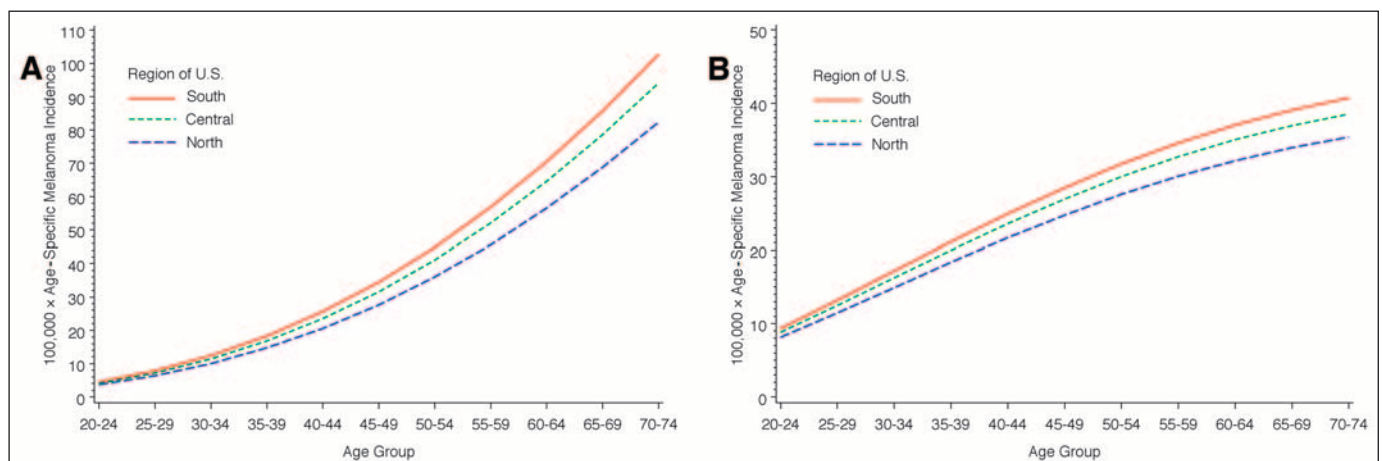 A
100,000 × Age-Specific Melanoma Incidence
110
100
90
80
70
60
50
40
30
20
10
0
Region of U.S.
South
Central
North
20-24 25-29 30-34 35-39 40-44 45-49 50-54 55-59 60-64 65-69 70-74
Age Group
B
100,000 × Age-Specific Melanoma Incidence
50
40
30
20
10
0
Region of U.S.
South
Central
North
20-24 25-29 30-34 35-39 40-44 45-49 50-54 55-59 60-64 65-69 70-74
Age Group